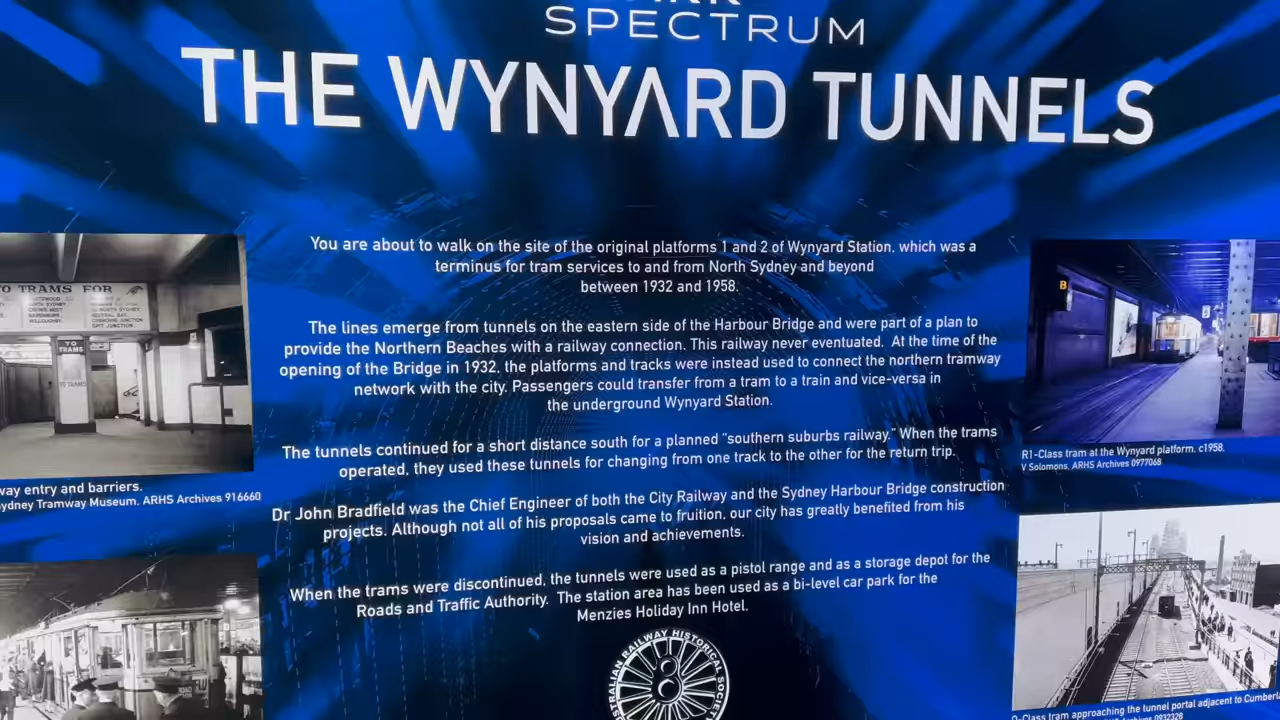 SPECTRUM
THE WYNYARD TUNNELS
You are about to walk on the site of the original platforms 1 and 2 of Wynyard Station, which was a
terminus for tram services to and from North Sydney and beyond
between 1932 and 1958.
The lines emerge from tunnels on the eastern side of the Harbour Bridge and were part of a plan to
provide the Northern Beaches with a railway connection. This railway never eventuated. At the time of the
opening of the Bridge in 1932, the platforms and tracks were instead used to connect the northern tramway
network with the city. Passengers could transfer from a tram to a train and vice-versa in
the underground Wynyard Station.
The tunnels continued for a short distance south for a planned "southern suburbs railway." When the trams
operated, they used these tunnels for changing from one track to the other for the return trip.
Dr John Bradfield was the Chief Engineer of both the City Railway and the Sydney Harbour Bridge construction
projects. Although not all of his proposals came to fruition, our city has greatly benefited from his
vision and achievements.
When the trams were discontinued, the tunnels were used as a pistol range and as a storage depot for the
Roads and Traffic Authority. The station area has been used as a bi-level car park for the
Menzies Holiday Inn Hotel.
AUSTRALIAN RAILWAY HISTORICAL SOCIETY
TO TRAMS FOR
TO
TRAMS
TO TRAMS
way entry and barriers.
Sydney Tramway Museum, ARHS Archives 916660
B
R1-Class tram at the Wynyard platform, c1958.
V Solomons, ARHS Archives 0977068
O-Class tram approaching the tunnel portal adjacent to Cumberla
Archives 0932328